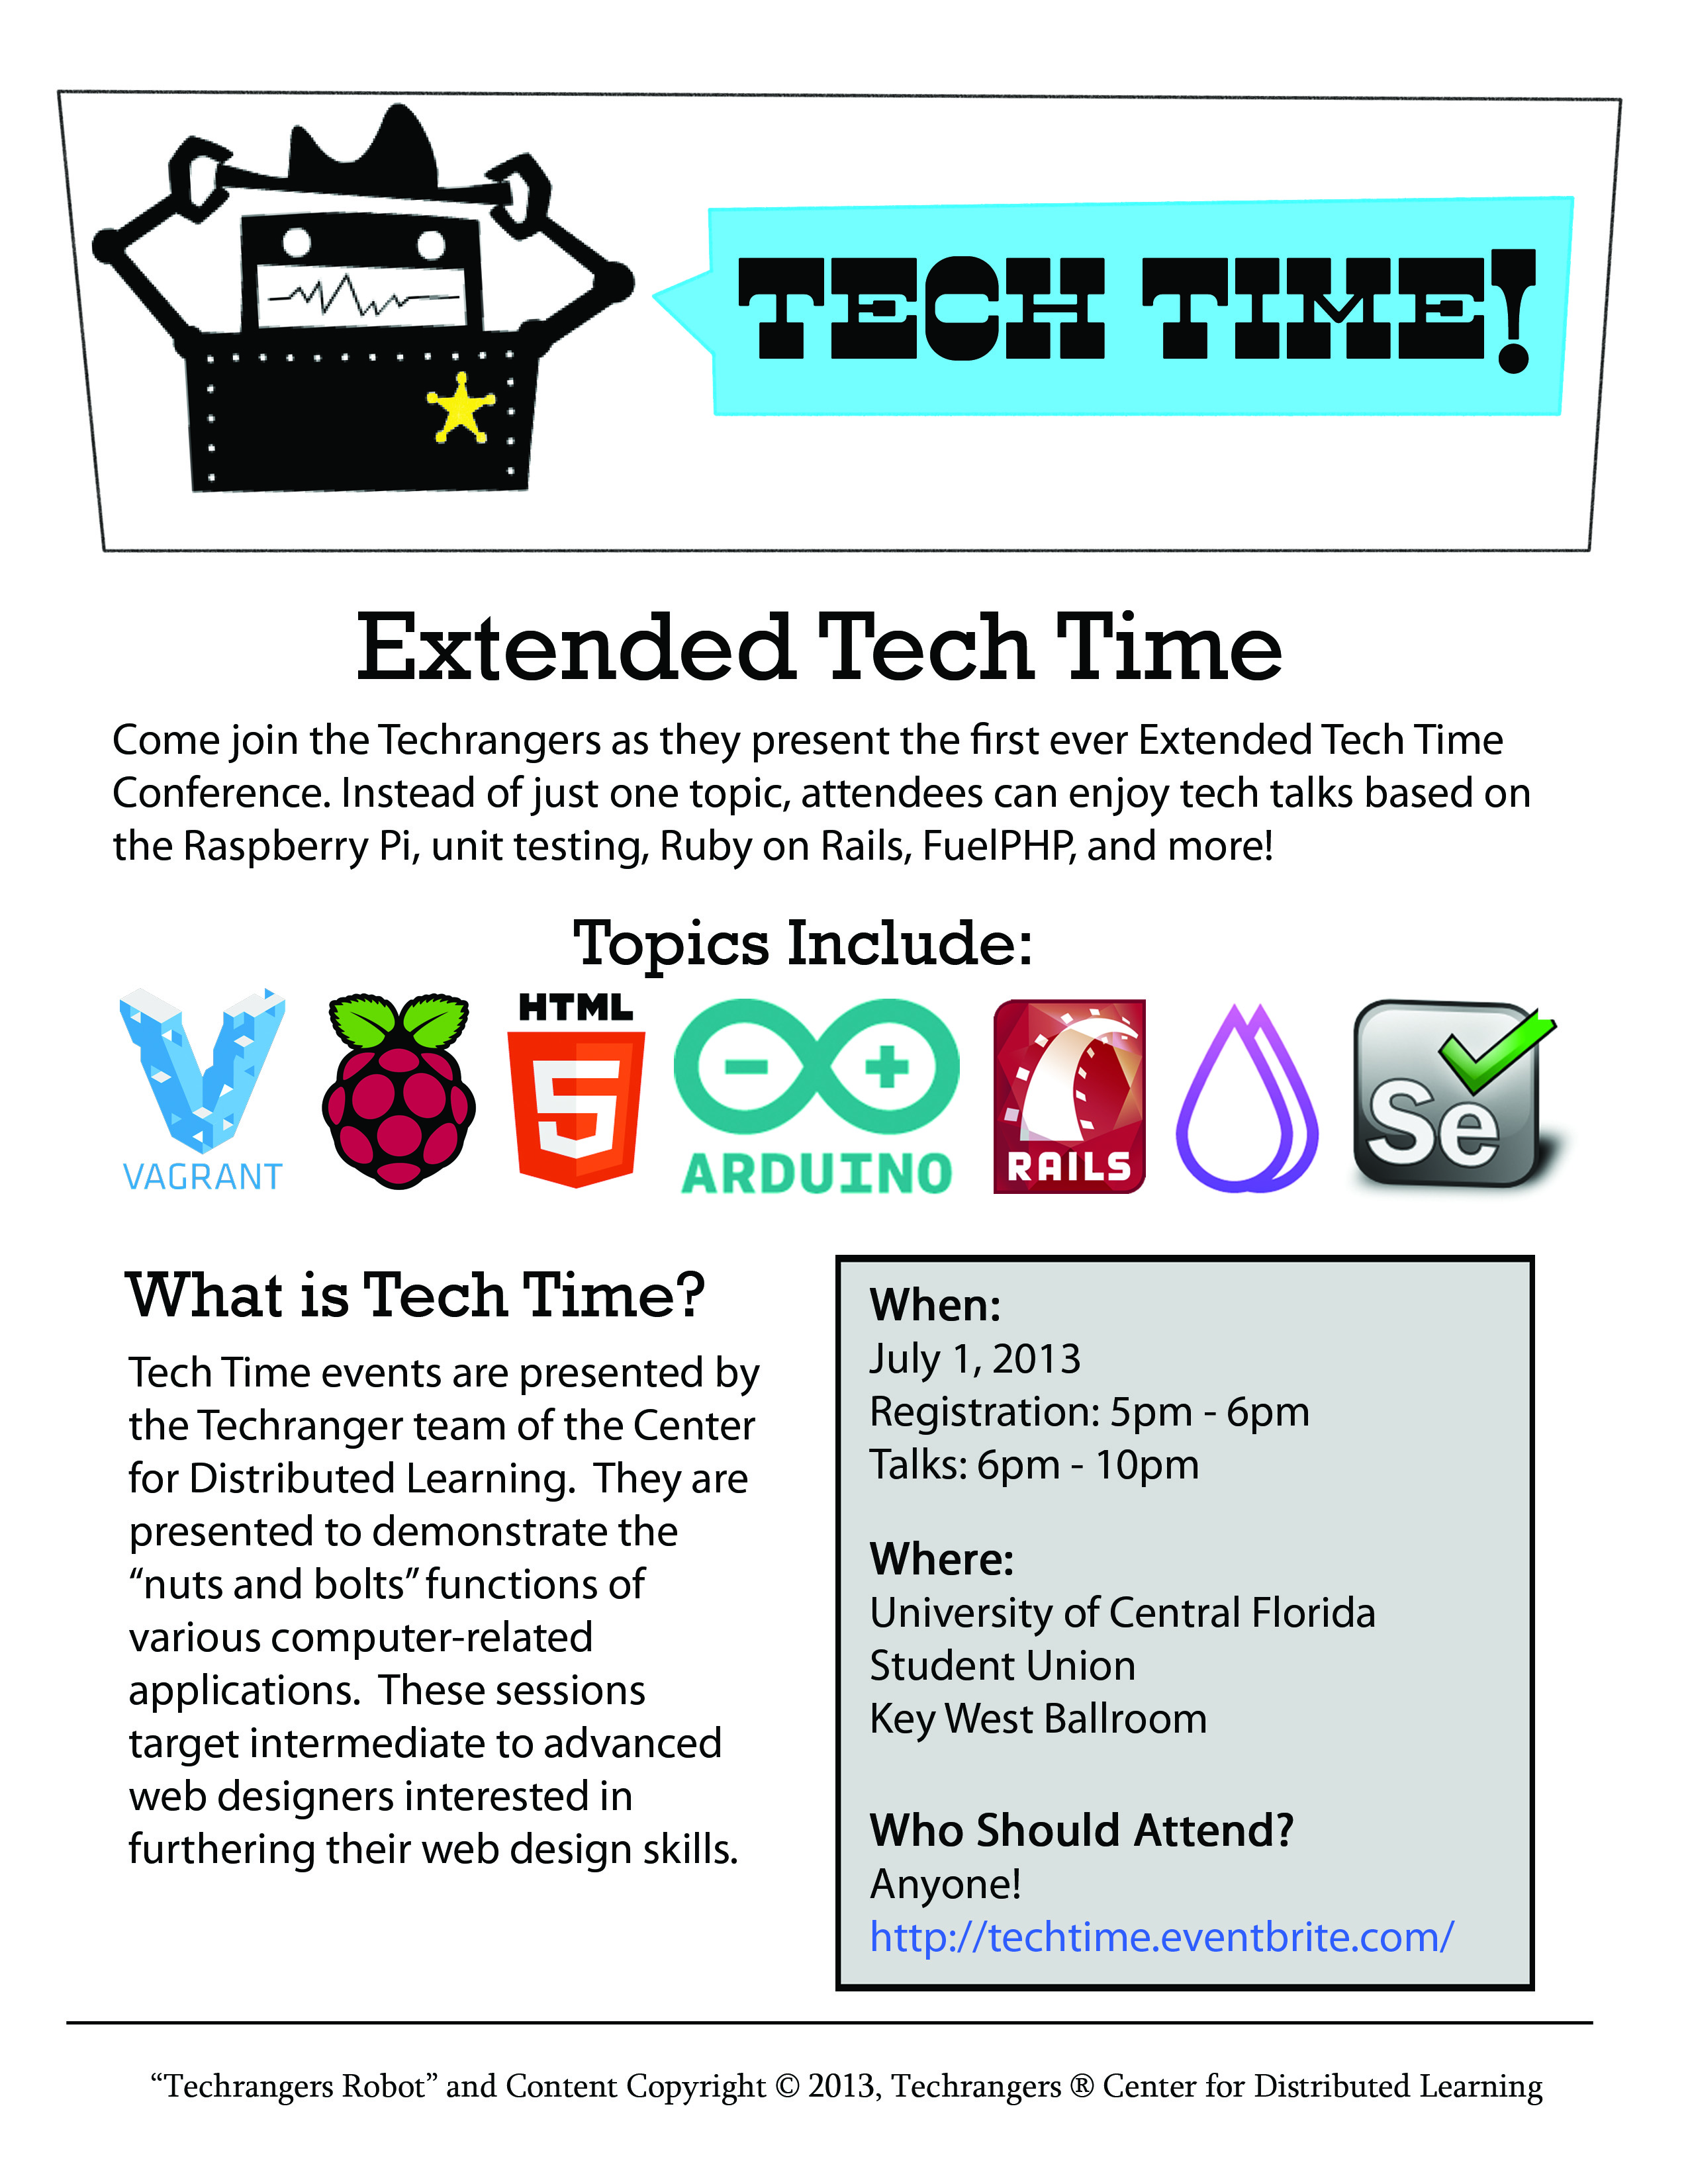 TECH TIME!
Extended Tech Time
Come join the Techrangers as they present the first ever Extended Tech Time
Conference. Instead of just one topic, attendees can enjoy tech talks based on
the Raspberry Pi, unit testing, Ruby on Rails, FuelPHP, and more!
Topics Include:
VAGRANT
HTML
5
ARDUINO
RAILS
Se
What is Tech Time?
Tech Time events are presented by
the Techranger team of the Center
for Distributed Learning.  They are
presented to demonstrate the
“nuts and bolts” functions of
various computer-related
applications.  These sessions
target intermediate to advanced
web designers interested in
furthering their web design skills.
When:
July 1, 2013
Registration: 5pm - 6pm
Talks: 6pm - 10pm
Where:
University of Central Florida
Student Union
Key West Ballroom
Who Should Attend?
Anyone!
http://techtime.eventbrite.com/
“Techrangers Robot” and Content Copyright © 2013, Techrangers ® Center for Distributed Learning